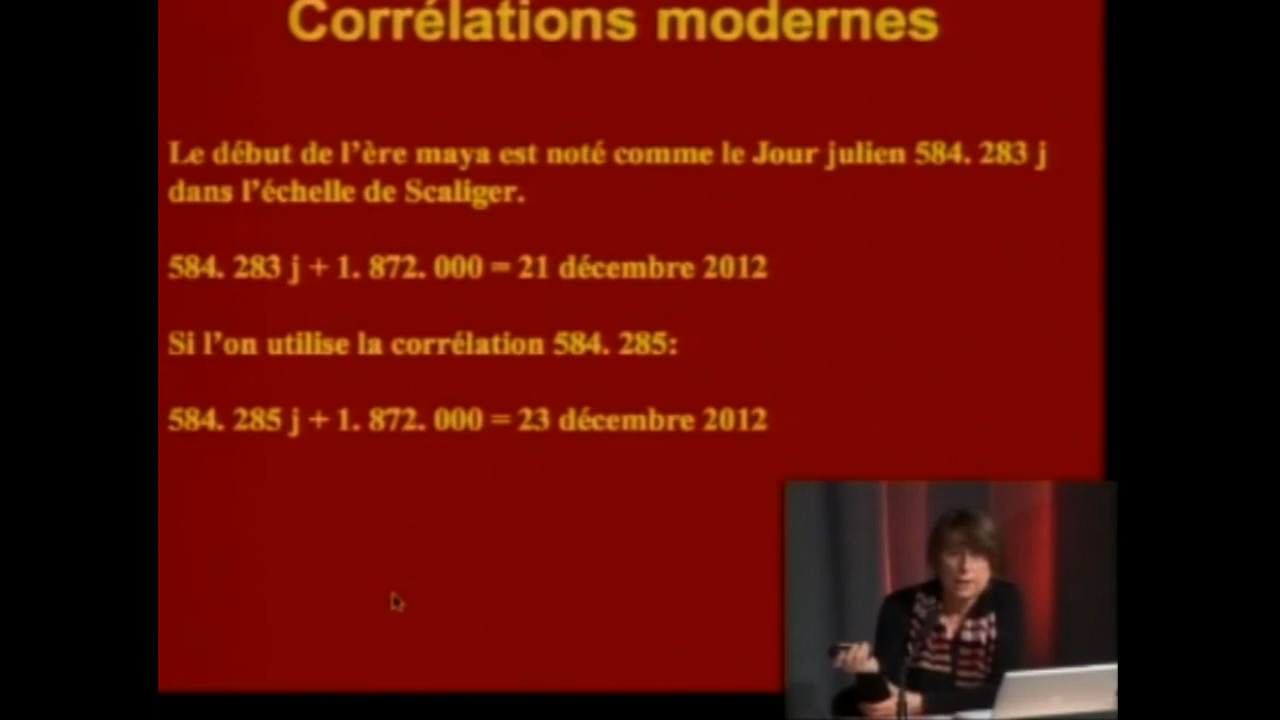 Corrélations modernes
Le début de l'ère maya est noté comme le Jour julien 584. 283 j
dans l'échelle de Scaliger.
584. 283 j + 1. 872. 000 = 21 décembre 2012
Si l'on utilise la corrélation 584. 285:
584. 285 j + 1. 872. 000 = 23 décembre 2012